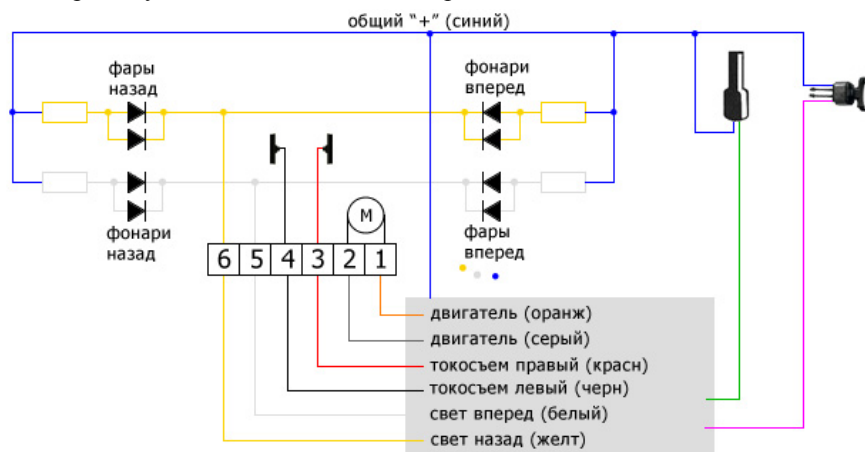 общий "+" (синий)
фары
назад
фонари
вперед
фонари
назад
M
фары
вперед
6 5 4 3 2 1
двигатель (оранж)
двигатель (серый)
токосъем правый (красн)
токосъем левый (черн)
свет вперед (белый)
свет назад (желт)